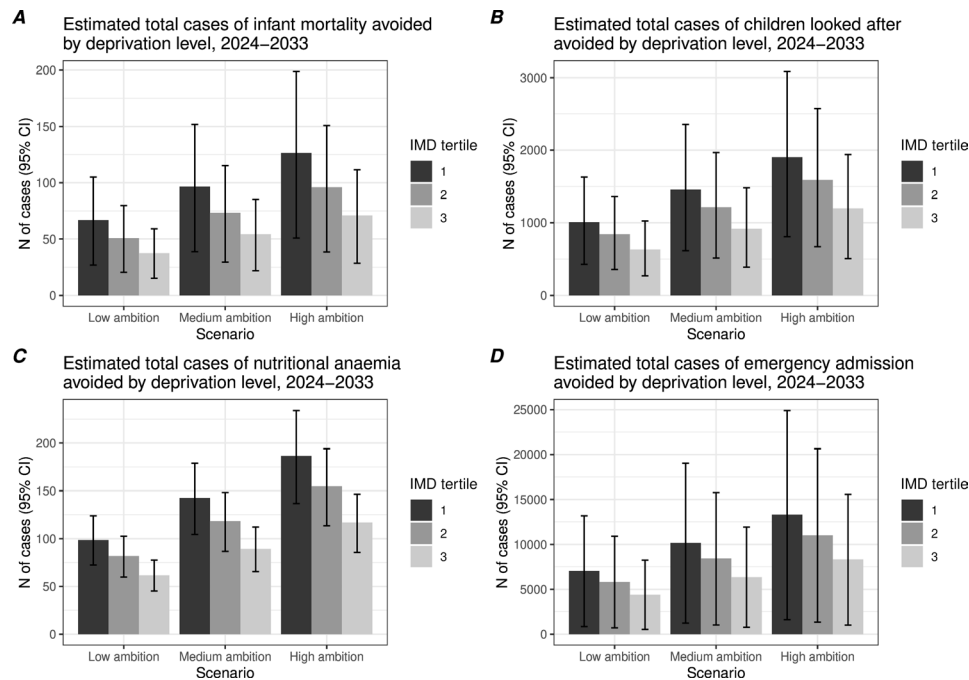 A
Estimated total cases of infant mortality avoided
by deprivation level, 2024–2033
N of cases (95% CI)
200
150
100
50
0
Low ambition Medium ambition High ambition
Scenario
IMD tertile
1
2
3
B
Estimated total cases of children looked after
avoided by deprivation level, 2024–2033
N of cases (95% CI)
3000
2000
1000
0
Low ambition Medium ambition High ambition
Scenario
IMD tertile
1
2
3
C
Estimated total cases of nutritional anaemia
avoided by deprivation level, 2024–2033
N of cases (95% CI)
200
150
100
50
0
Low ambition Medium ambition High ambition
Scenario
IMD tertile
1
2
3
D
Estimated total cases of emergency admission
avoided by deprivation level, 2024–2033
N of cases (95% CI)
25000
20000
15000
10000
5000
0
Low ambition Medium ambition High ambition
Scenario
IMD tertile
1
2
3